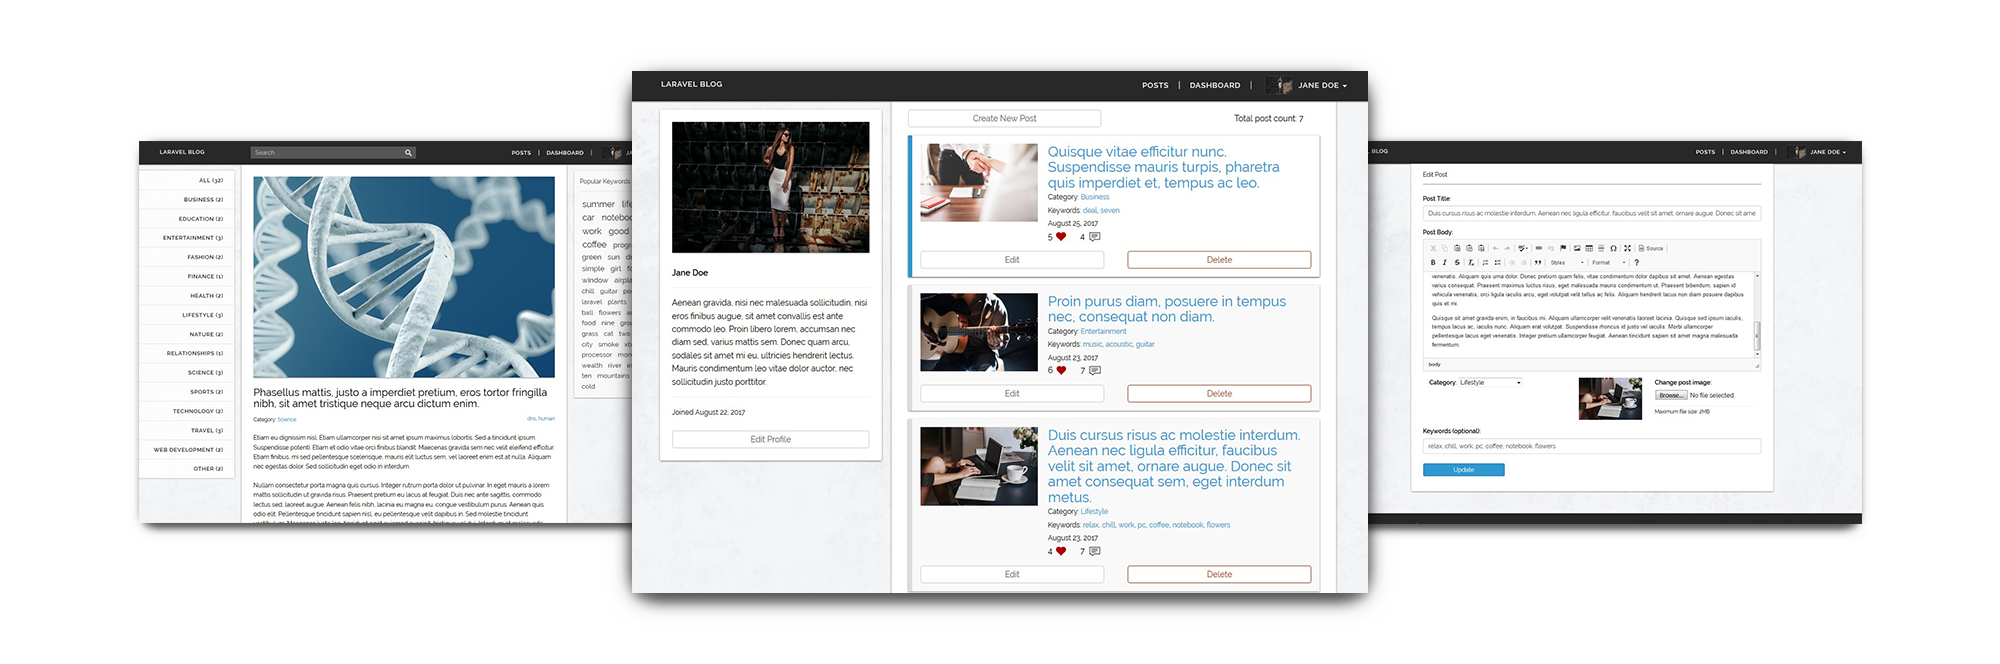 LARAVEL BLOG
Search
POSTS | DASHBOARD |
ALL (32)
BUSINESS (2)
EDUCATION (2)
ENTERTAINMENT (3)
FASHION (2)
FINANCE (1)
HEALTH (2)
LIFESTYLE (3)
NATURE (2)
RELATIONSHIPS (1)
SCIENCE (3)
SPORTS (2)
TECHNOLOGY (2)
TRAVEL (3)
WEB DEVELOPMENT (2)
OTHER (2)
Phasellus mattis, justo a imperdiet pretium, eros tortor fringilla
nibh, sit amet tristique neque arcu dictum enim.
Category: Science
dna, human
Etiam eu dignissim nisl. Etiam ullamcorper nisi sit amet ipsum maximus lobortis. Sed a tincidunt ipsum.
Suspendisse potenti. Etiam et odio vitae orci finibus blandit. Maecenas gravida sem nec velit eleifend efficitur.
Etiam finibus, mi sed pellentesque scelerisque, mauris elit luctus sem, vel laoreet enim est at nulla. Aliquam
nec egestas dolor. Sed sollicitudin eget odio in interdum.
Nullam consectetur porta magna quis cursus. Integer rutrum porta dolor ut pulvinar. In eget mauris a lorem
mattis sollicitudin ut gravida risus. Praesent pretium eu lacus at feugiat. Duis nec ante sagittis, commodo
lectus sed, laoreet augue. Aenean felis nibh, lacinia eu magna eu, congue vestibulum purus. Aenean quis
odio elit. Pellentesque tincidunt sapien nisl, eu pellentesque velit dapibus in. Sed molestie tincidunt
Popular Keywords
summer
car
work good
coffee
green sun
simple girl
window
chill guitar
laravel plants
ball flowers
food nine
grass cat two
city smoke
processor
wealth river
ten mountains
cold
LARAVEL BLOG
POSTS | DASHBOARD | JANE DOE
Jane Doe
Aenean gravida, nisi nec malesuada sollicitudin, nisi
eros finibus augue, sit amet convallis est ante
commodo leo. Proin libero lorem, accumsan nec
diam sed, varius mattis sem. Donec quam arcu,
sodales sit amet mi eu, ultricies hendrerit lectus.
Mauris condimentum leo vitae dolor auctor, nec
sollicitudin justo porttitor.
Joined August 22, 2017
Edit Profile
Create New Post
Total post count: 7
Quisque vitae efficitur nunc.
Suspendisse mauris turpis, pharetra
quis imperdiet et, tempus ac leo.
Category: Business
Keywords: deal, seven
August 25, 2017
5 4
Edit
Delete
Proin purus diam, posuere in tempus
nec, consequat non diam.
Category: Entertainment
Keywords: music, acoustic, guitar
August 23, 2017
6 7
Edit
Delete
Duis cursus risus ac molestie interdum.
Aenean nec ligula efficitur, faucibus
velit sit amet, ornare augue. Donec sit
amet consequat sem, eget interdum
metus.
Category: Lifestyle
Keywords: relax, chill, work, pc, coffee, notebook, flowers
August 23, 2017
4 7
Edit
Delete
BLOG
POSTS | DASHBOARD | JANE DOE
Edit Post
Post Title:
Duis cursus risus ac molestie interdum. Aenean nec ligula efficitur, faucibus velit sit amet, ornare augue. Donec sit ame
Post Body:
Source
B I S
Styles
Format
?
venenatis. Aliquam quis urna dolor. Donec pretium quam felis, vitae condimentum dolor dapibus sit amet. Aenean egestas
varius venenatis. Praesent maximus luctus risus, eget malesuada mauris venenatis ut. Praesent bibendum, sapien id
vehicula venenatis, orci ligula iaculis arcu, eget volutpat velit tellus ac felis. Aliquam hendrerit lacus non diam posuere dapibus
quis et mi.
Quisque sit amet gravida enim, in faucibus mi. Aliquam ullamcorper velit venenatis laoreet lacinia. Quisque sed ipsum iaculis,
tempus lacus ac, iaculis nunc. Aliquam erat volutpat. Suspendisse rhoncus id justo vel iaculis. Morbi ullamcorper
pellentesque lacus eget venenatis. Integer pretium ullamcorper feugiat. Aenean tincidunt sapien sit amet magna malesuada
fermentum.
body
Category: Lifestyle
Change post image:
Browse... No file selected.
Maximum file size: 2MB
Keywords (optional):
relax, chill, work, pc, coffee, notebook, flowers
Update